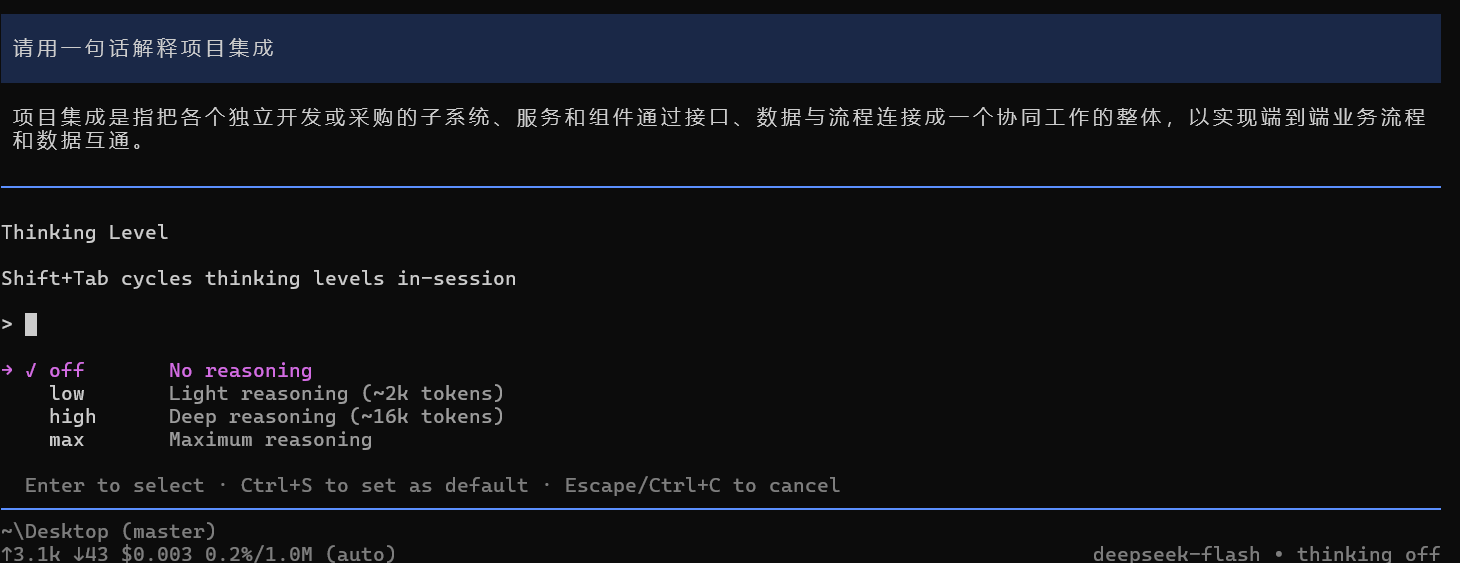 请用一句话解释项目集成
项目集成是指把各个独立开发或采购的子系统、服务和组件通过接口、数据与流程连接成一个协同工作的整体，以实现端到端业务流程
和数据互通。
Thinking Level
Shift+Tab cycles thinking levels in-session
>
→ ✓ off No reasoning
low Light reasoning (~2k tokens)
high Deep reasoning (~16k tokens)
max Maximum reasoning
Enter to select · Ctrl+S to set as default · Escape/Ctrl+C to cancel
~\Desktop (master)
↑3.1k ↓43 $0.003 0.2%/1.0M (auto) deepseek-flash • thinking off